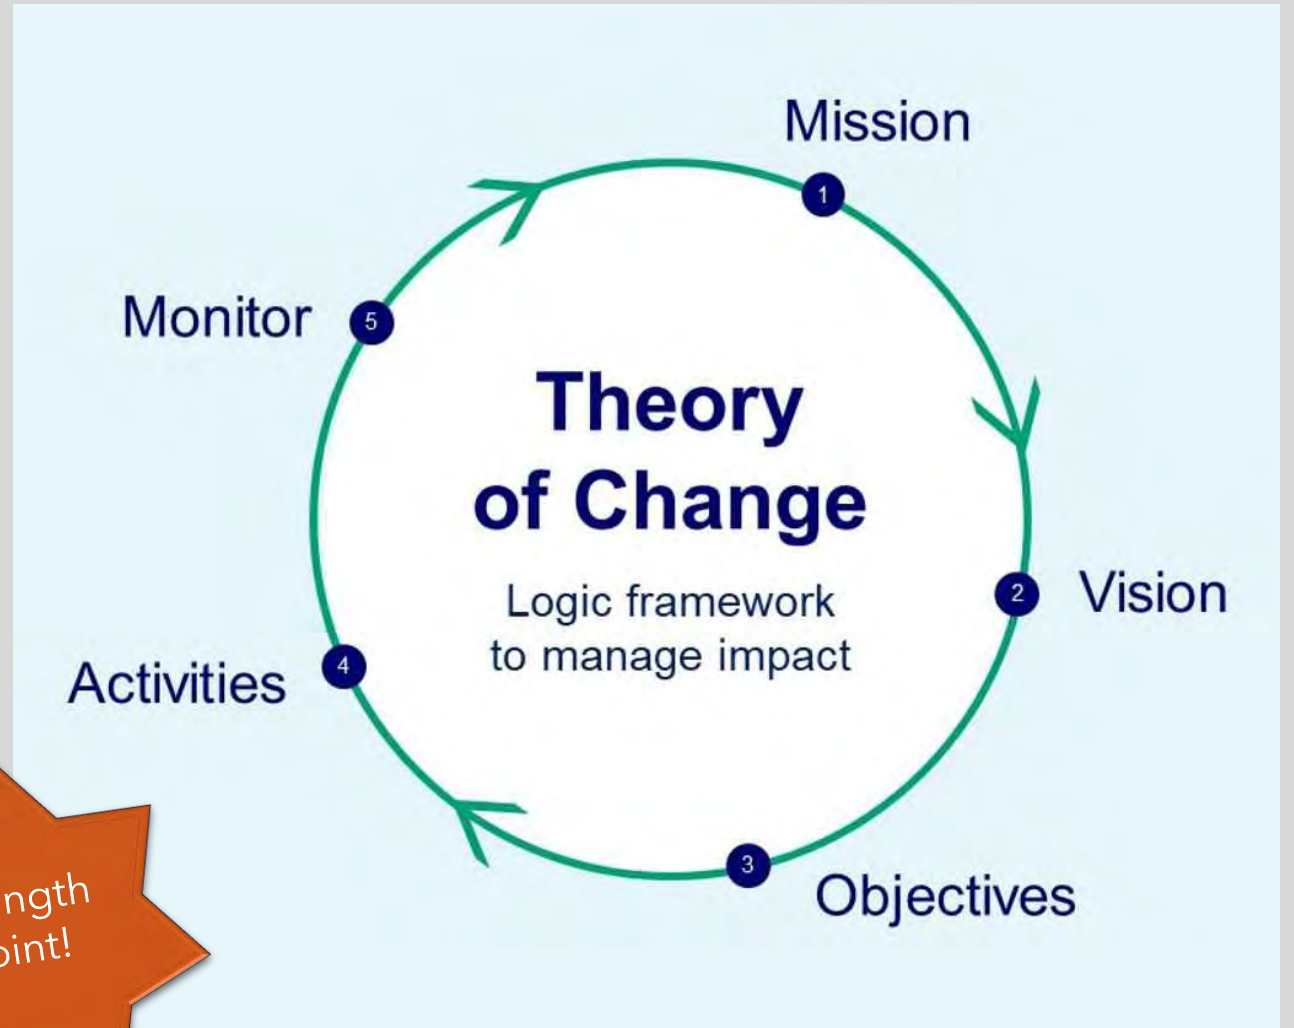 Mission
1
Monitor
5
Theory
of Change
Logic framework
to manage impact
2
Vision
Activities
4
3
Objectives